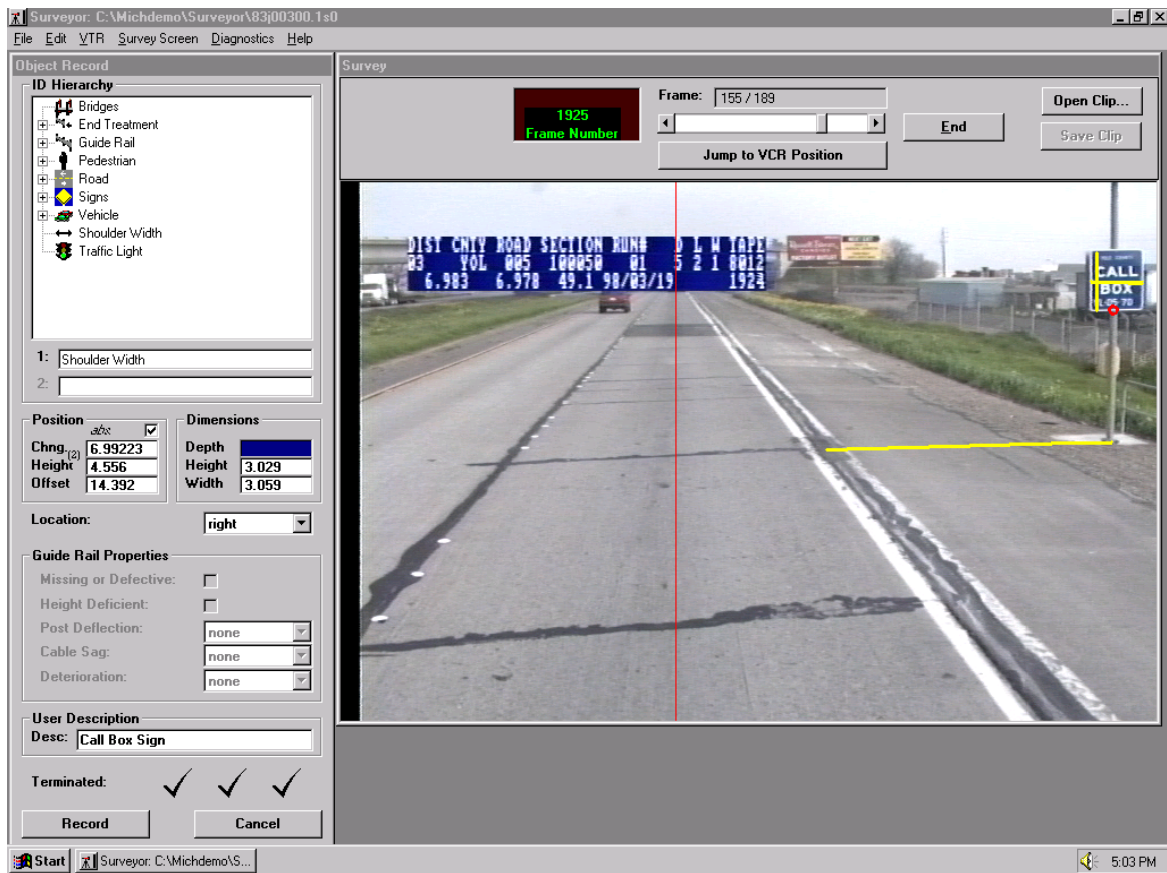 Surveyor: C:\Michdemo\Surveyor\83j00300.1s0
File Edit VTR Survey Screen Diagnostics Help
Object Record
ID Hierarchy
Bridges
End Treatment
Guide Rail
Pedestrian
Road
Signs
Vehicle
Shoulder Width
Traffic Light
1: Shoulder Width
2:
Position
abs.
Chng.(2) 6.99223
Height 4.556
Offset 14.392
Dimensions
Depth
Height 3.029
Width 3.059
Location: right
Guide Rail Properties
Missing or Defective:
Height Deficient:
Post Deflection: none
Cable Sag: none
Deterioration: none
User Description
Desc: Call Box Sign
Terminated:
Record Cancel
Survey
1925
Frame Number
Frame: 155 / 189
Jump to VCR Position
End
Open Clip...
Save Clip
DIST CNTY ROAD SECTION RUN# D L W TAPE
03 YOL 005 100050 01 5 2 1 8012
6.983 6.978 49.1 98/03/19 1924
CALL
BOX
Start Surveyor: C:\Michdemo\S... 5:03 PM